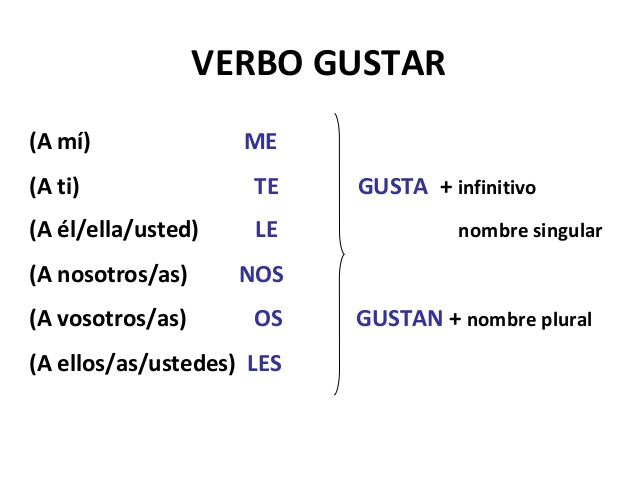 VERBO GUSTAR
(A mí) ME
(A ti) TE GUSTA + infinitivo
(A él/ella/usted) LE nombre singular
(A nosotros/as) NOS
(A vosotros/as) OS GUSTAN + nombre plural
(A ellos/as/ustedes) LES